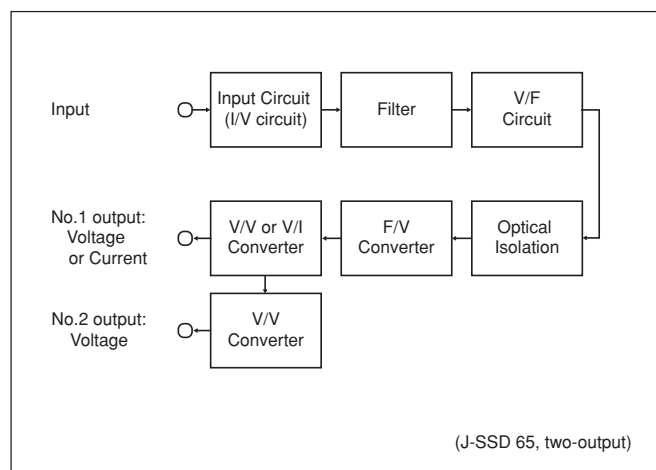 Input
Input Circuit
(I/V circuit)
Filter
V/F
Circuit
No.1 output:
Voltage
or Current
V/V or V/I
Converter
F/V
Converter
Optical
Isolation
No.2 output:
Voltage
V/V
Converter
(J-SSD 65, two-output)